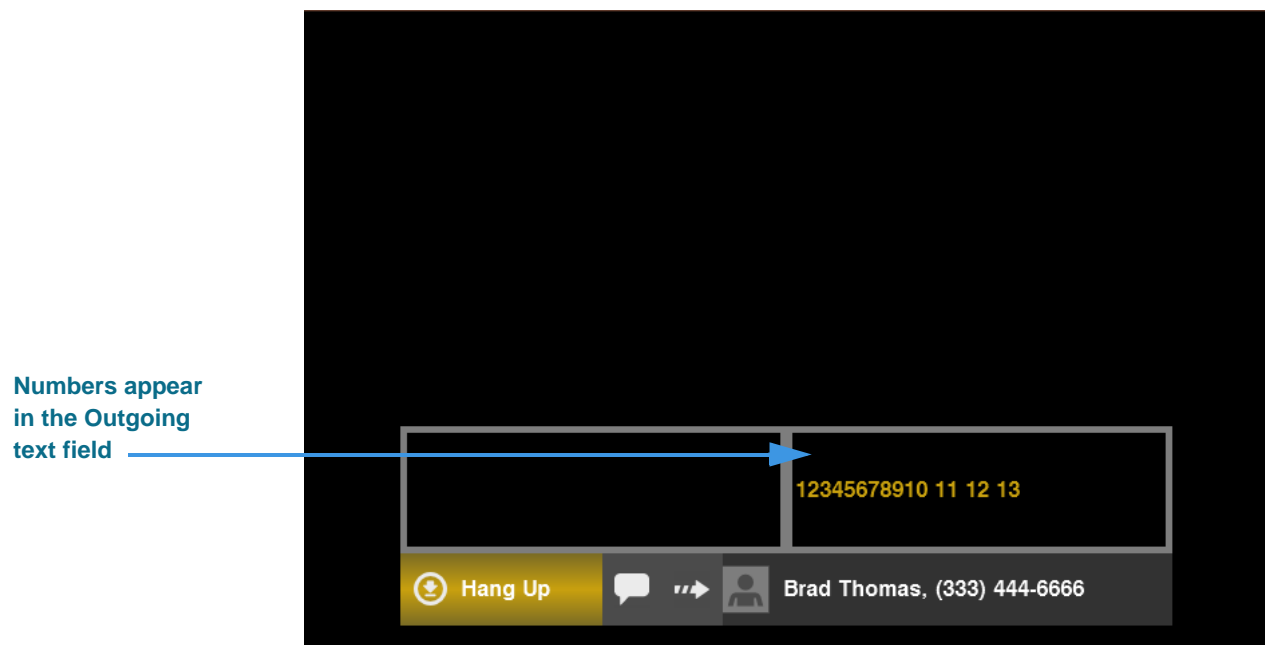 Numbers appear
in the Outgoing
text field
12345678910 11 12 13
Hang Up
Brad Thomas, (333) 444-6666